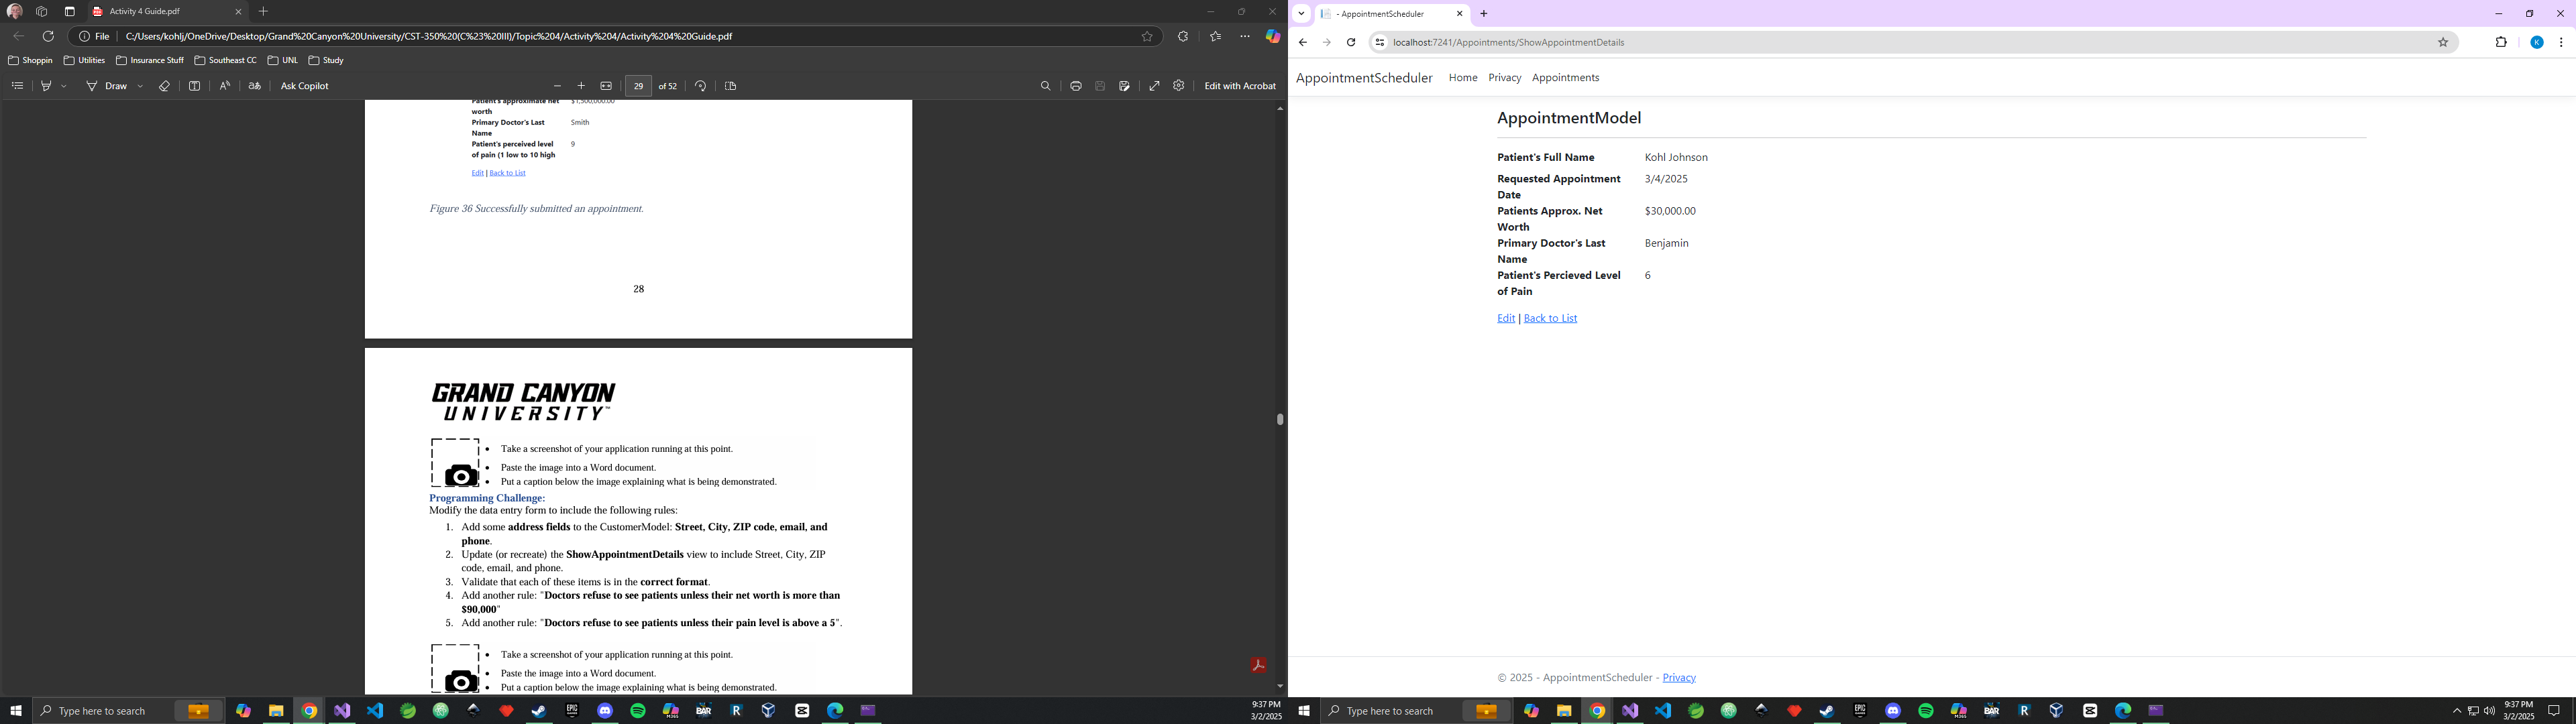 Activity 4 Guide.pdf
File
C:/Users/kohlj/OneDrive/Desktop/Grand%20Canyon%20University/CST-350%20(C%23%20III)/Topic%204/Activity%204/Activity%204%20Guide.pdf
Shoppin Utilities Insurance Stuff Southeast CC UNL Study
Draw Ask Copilot 29 of 52 Edit with Acrobat
Patient's approximate net $1,500,000.00
worth
Primary Doctor's Last Smith
Name
Patient's perceived level 9
of pain (1 low to 10 high
Edit | Back to List
Figure 36 Successfully submitted an appointment.
28
GRAND CANYON
UNIVERSITY™
• Take a screenshot of your application running at this point.
• Paste the image into a Word document.
• Put a caption below the image explaining what is being demonstrated.
Programming Challenge:
Modify the data entry form to include the following rules:
1. Add some address fields to the CustomerModel: Street, City, ZIP code, email, and
phone.
2. Update (or recreate) the ShowAppointmentDetails view to include Street, City, ZIP
code, email, and phone.
3. Validate that each of these items is in the correct format.
4. Add another rule: "Doctors refuse to see patients unless their net worth is more than
$90,000"
5. Add another rule: "Doctors refuse to see patients unless their pain level is above a 5".
• Take a screenshot of your application running at this point.
• Paste the image into a Word document.
• Put a caption below the image explaining what is being demonstrated.
Type here to search
9:37 PM
3/2/2025
- AppointmentScheduler
localhost:7241/Appointments/ShowAppointmentDetails
K
AppointmentScheduler Home Privacy Appointments
AppointmentModel
Patient's Full Name Kohl Johnson
Requested Appointment 3/4/2025
Date
Patients Approx. Net $30,000.00
Worth
Primary Doctor's Last Benjamin
Name
Patient's Percieved Level 6
of Pain
Edit | Back to List
© 2025 - AppointmentScheduler - Privacy
Type here to search
9:37 PM
3/2/2025